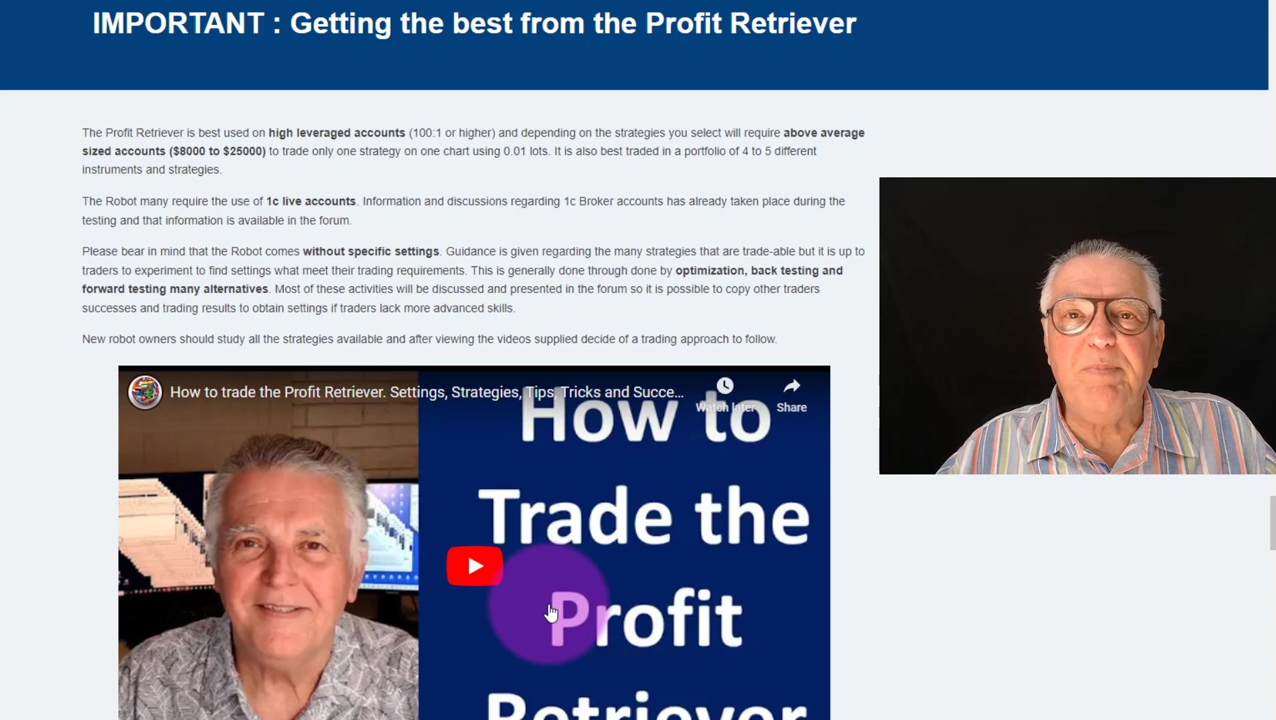 IMPORTANT : Getting the best from the Profit Retriever
The Profit Retriever is best used on high leveraged accounts (100:1 or higher) and depending on the strategies you select will require above average
sized accounts ($8000 to $25000) to trade only one strategy on one chart using 0.01 lots. It is also best traded in a portfolio of 4 to 5 different
instruments and strategies.
The Robot many require the use of 1c live accounts. Information and discussions regarding 1c Broker accounts has already taken place during the
testing and that information is available in the forum.
Please bear in mind that the Robot comes without specific settings. Guidance is given regarding the many strategies that are trade-able but it is up to
traders to experiment to find settings what meet their trading requirements. This is generally done through done by optimization, back testing and
forward testing many alternatives. Most of these activities will be discussed and presented in the forum so it is possible to copy other traders
successes and trading results to obtain settings if traders lack more advanced skills.
New robot owners should study all the strategies available and after viewing the videos supplied decide of a trading approach to follow.
How to trade the Profit Retriever. Settings, Strategies, Tips, Tricks and Succe...
Watch later
Share
How to
Trade the
Profit
Retriever